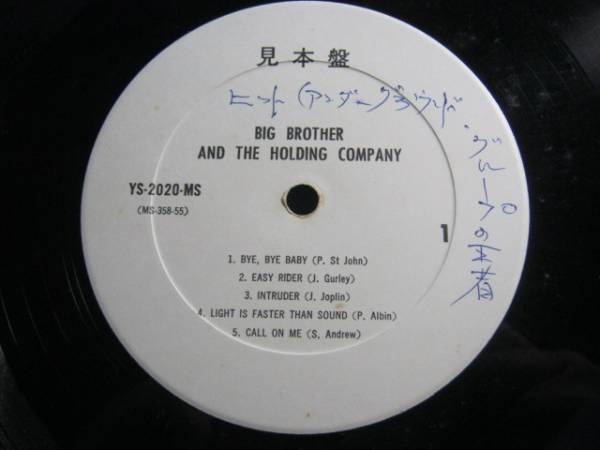 見本盤
ヒット(アンダーグラウンド・グループの王者
BIG BROTHER
AND THE HOLDING COMPANY
YS-2020-MS
(MS-358-55)
1
1. BYE, BYE BABY (P. St John)
2. EASY RIDER (J. Gurley)
3. INTRUDER (J. Joplin)
4. LIGHT IS FASTER THAN SOUND (P. Albin)
5. CALL ON ME (S, Andrew)